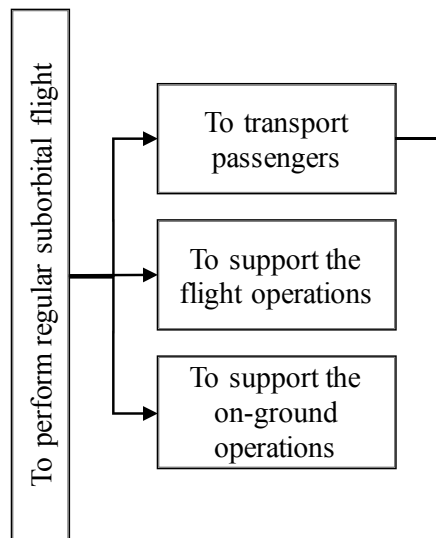 To perform regular suborbital flight
To transport
passengers
To support the
flight operations
To support the
on-ground
operations